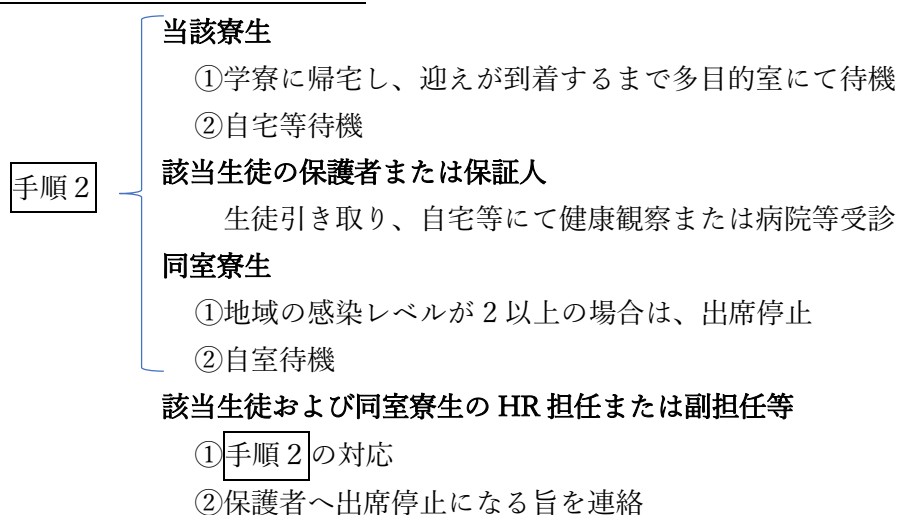 当該寮生
①学寮に帰宅し、迎えが到着するまで多目的室にて待機
②自宅等待機
手順２
該当生徒の保護者または保証人
生徒引き取り、自宅等にて健康観察または病院等受診
同室寮生
①地域の感染レベルが２以上の場合は、出席停止
②自室待機
該当生徒および同室寮生の HR 担任または副担任等
①手順２の対応
②保護者へ出席停止になる旨を連絡